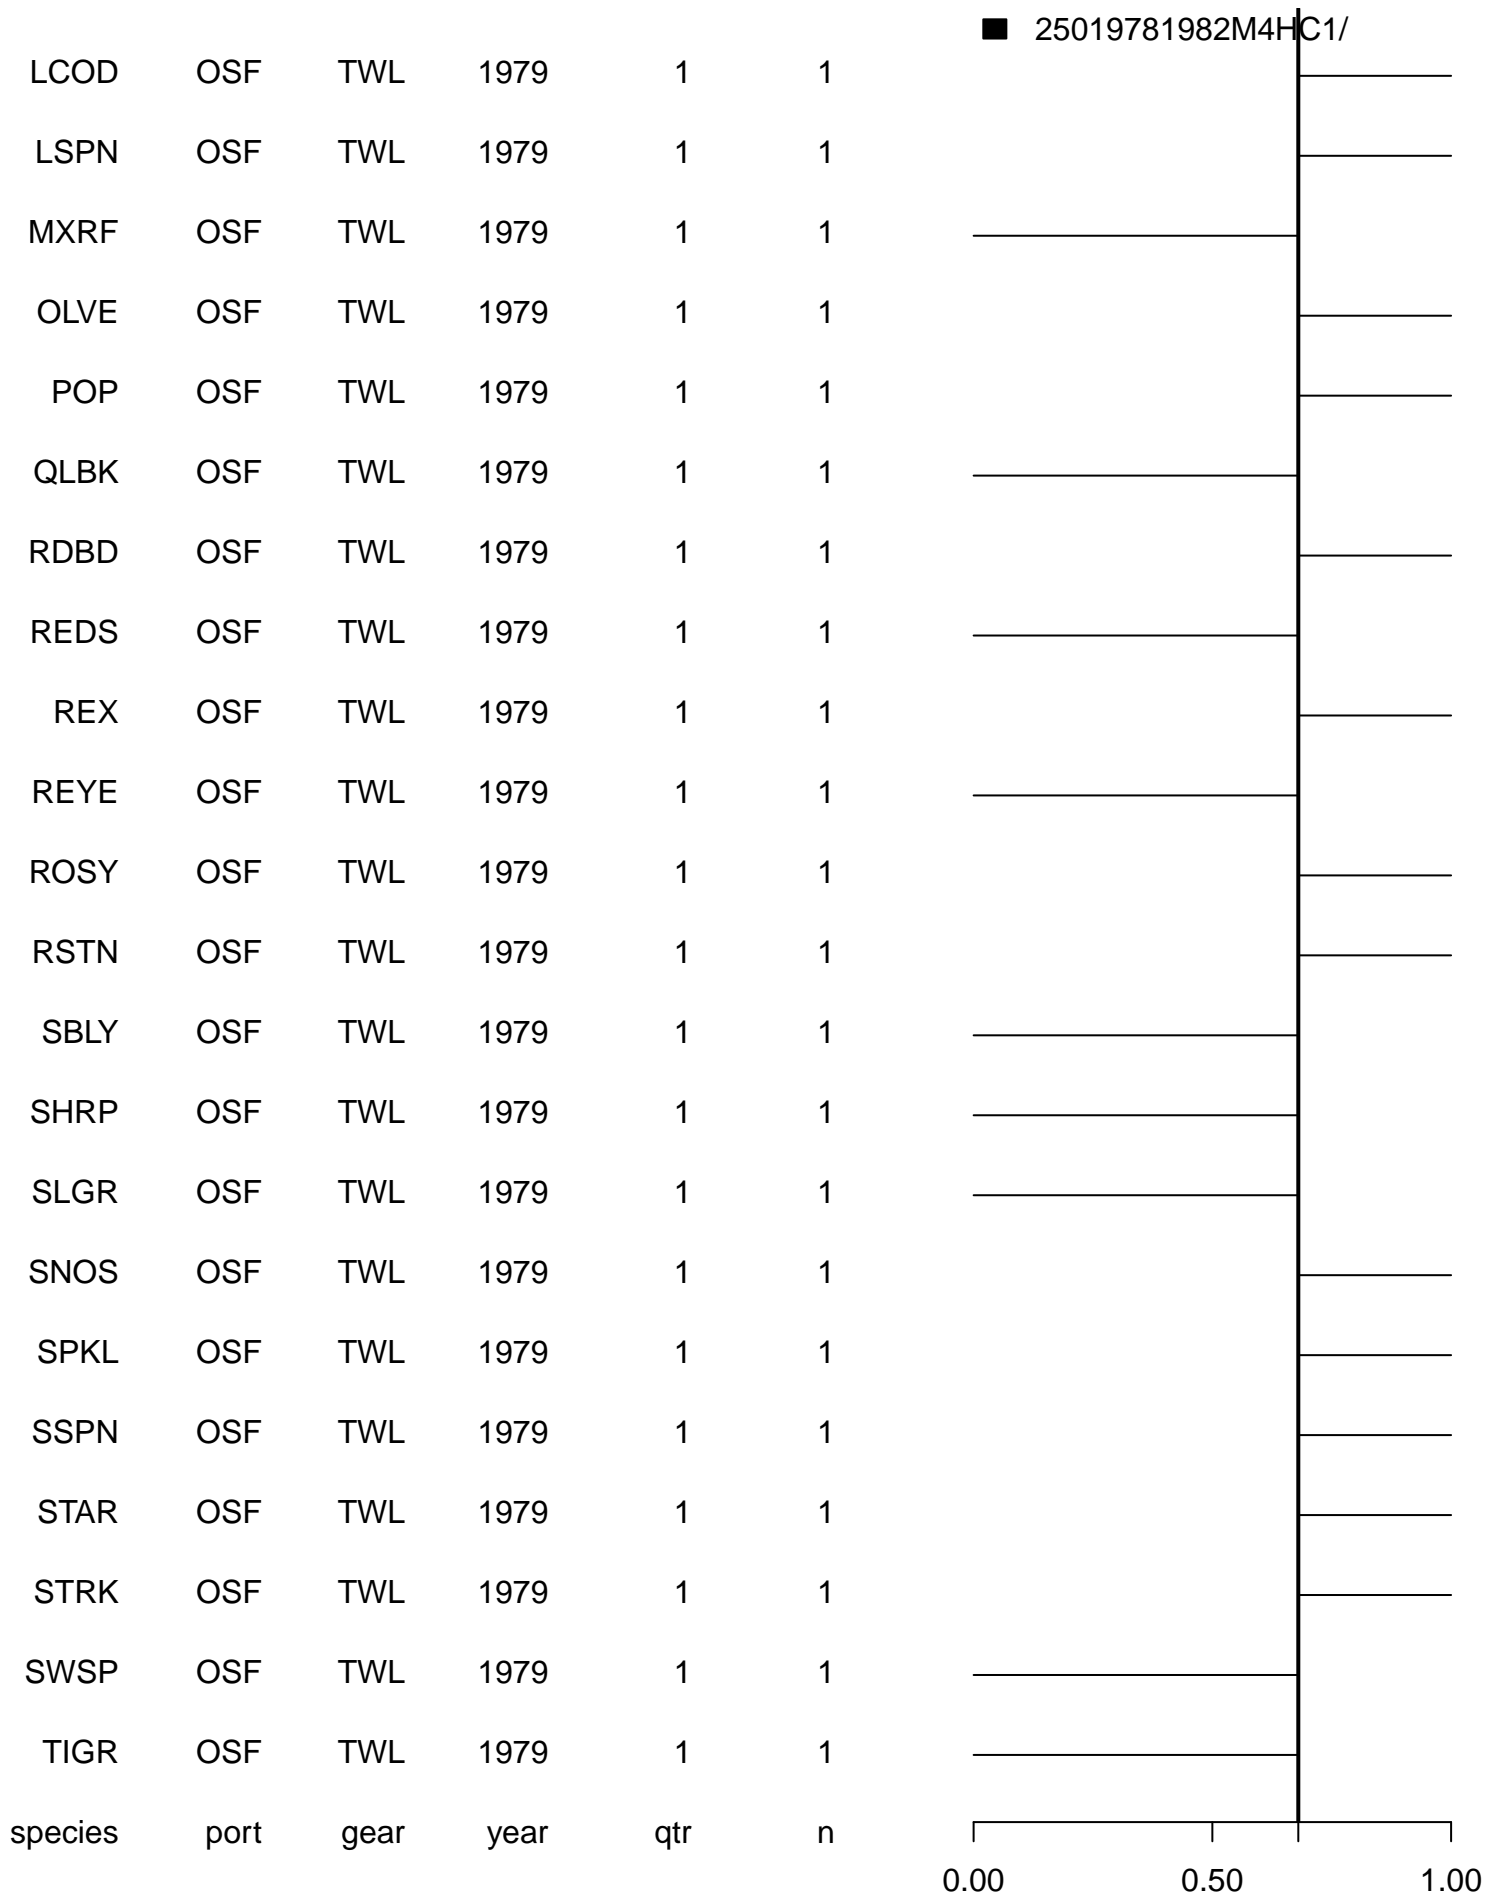 25019781982M4HC1/
LCOD OSF TWL 1979 1 1
LSPN OSF TWL 1979 1 1
MXRF OSF TWL 1979 1 1
OLVE OSF TWL 1979 1 1
POP OSF TWL 1979 1 1
QLBK OSF TWL 1979 1 1
RDBD OSF TWL 1979 1 1
REDS OSF TWL 1979 1 1
REX OSF TWL 1979 1 1
REYE OSF TWL 1979 1 1
ROSY OSF TWL 1979 1 1
RSTN OSF TWL 1979 1 1
SBLY OSF TWL 1979 1 1
SHRP OSF TWL 1979 1 1
SLGR OSF TWL 1979 1 1
SNOS OSF TWL 1979 1 1
SPKL OSF TWL 1979 1 1
SSPN OSF TWL 1979 1 1
STAR OSF TWL 1979 1 1
STRK OSF TWL 1979 1 1
SWSP OSF TWL 1979 1 1
TIGR OSF TWL 1979 1 1
species port gear year qtr n
0.00 0.50 1.00